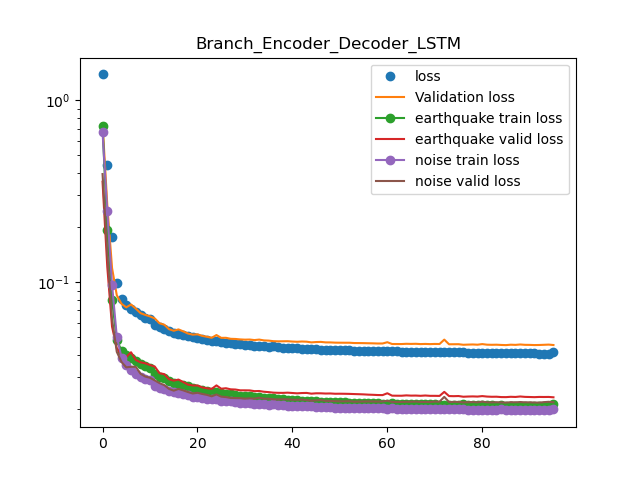 Branch_Encoder_Decoder_LSTM
loss
Validation loss
earthquake train loss
earthquake valid loss
noise train loss
noise valid loss
10⁰
10⁻¹
0 20 40 60 80